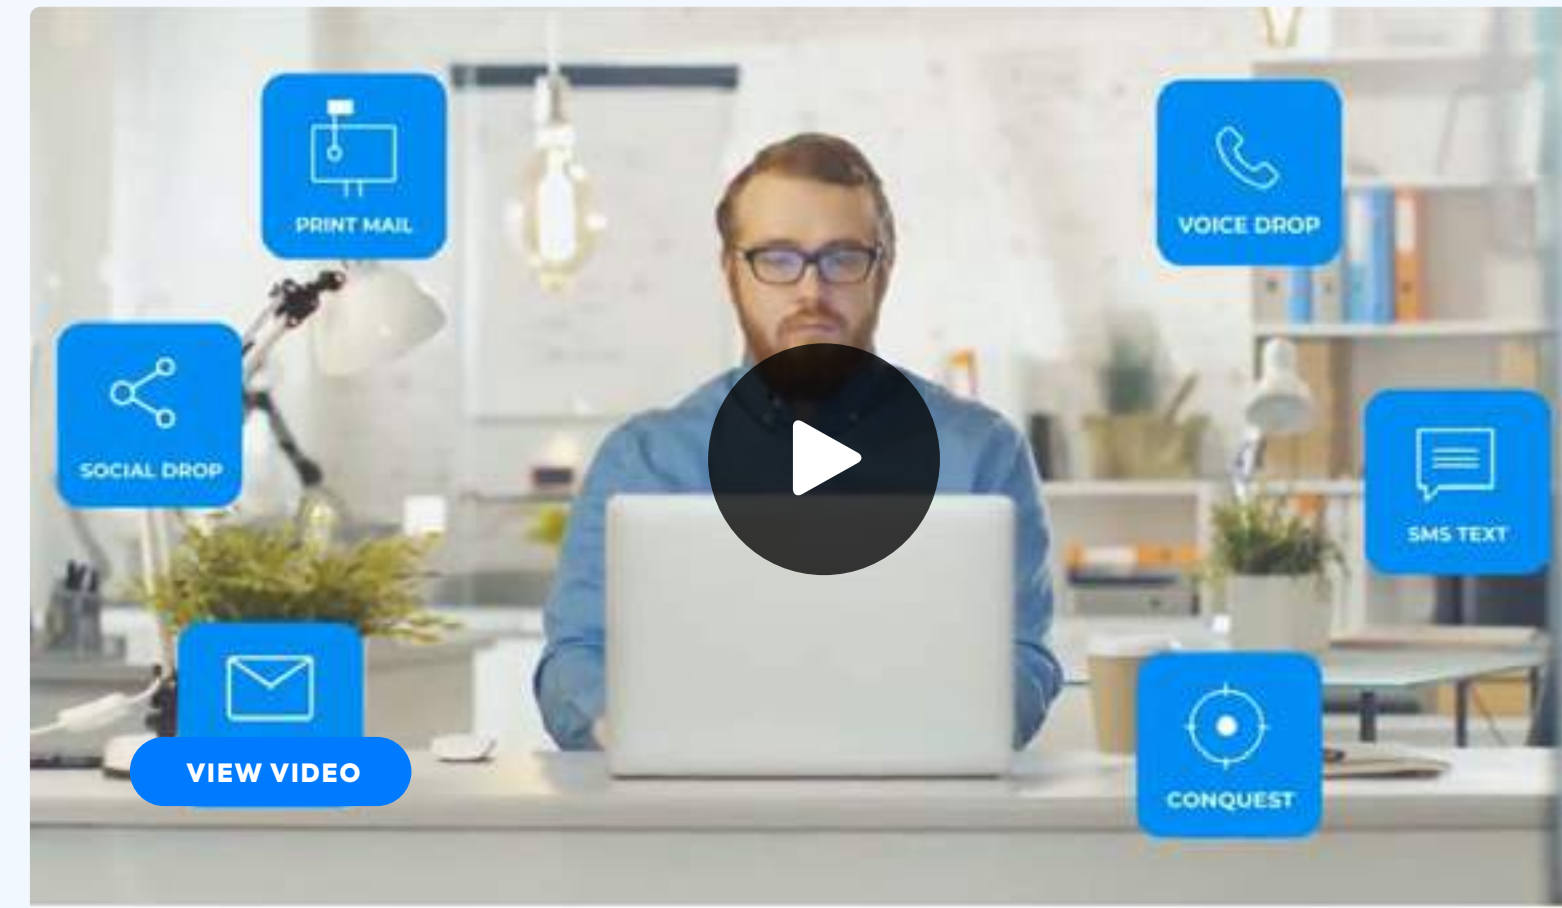 PRINT MAIL
VOICE DROP
SOCIAL DROP
SMS TEXT
VIEW VIDEO
CONQUEST